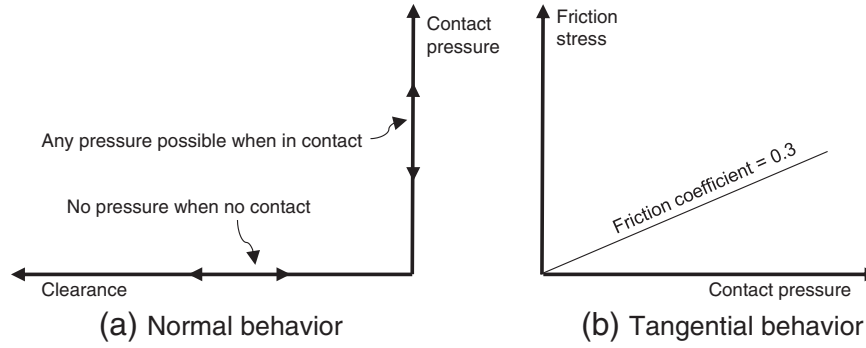 Contact
pressure
Any pressure possible when in contact
No pressure when no contact
Clearance
(a) Normal behavior
Friction
stress
Friction coefficient = 0.3
Contact pressure
(b) Tangential behavior